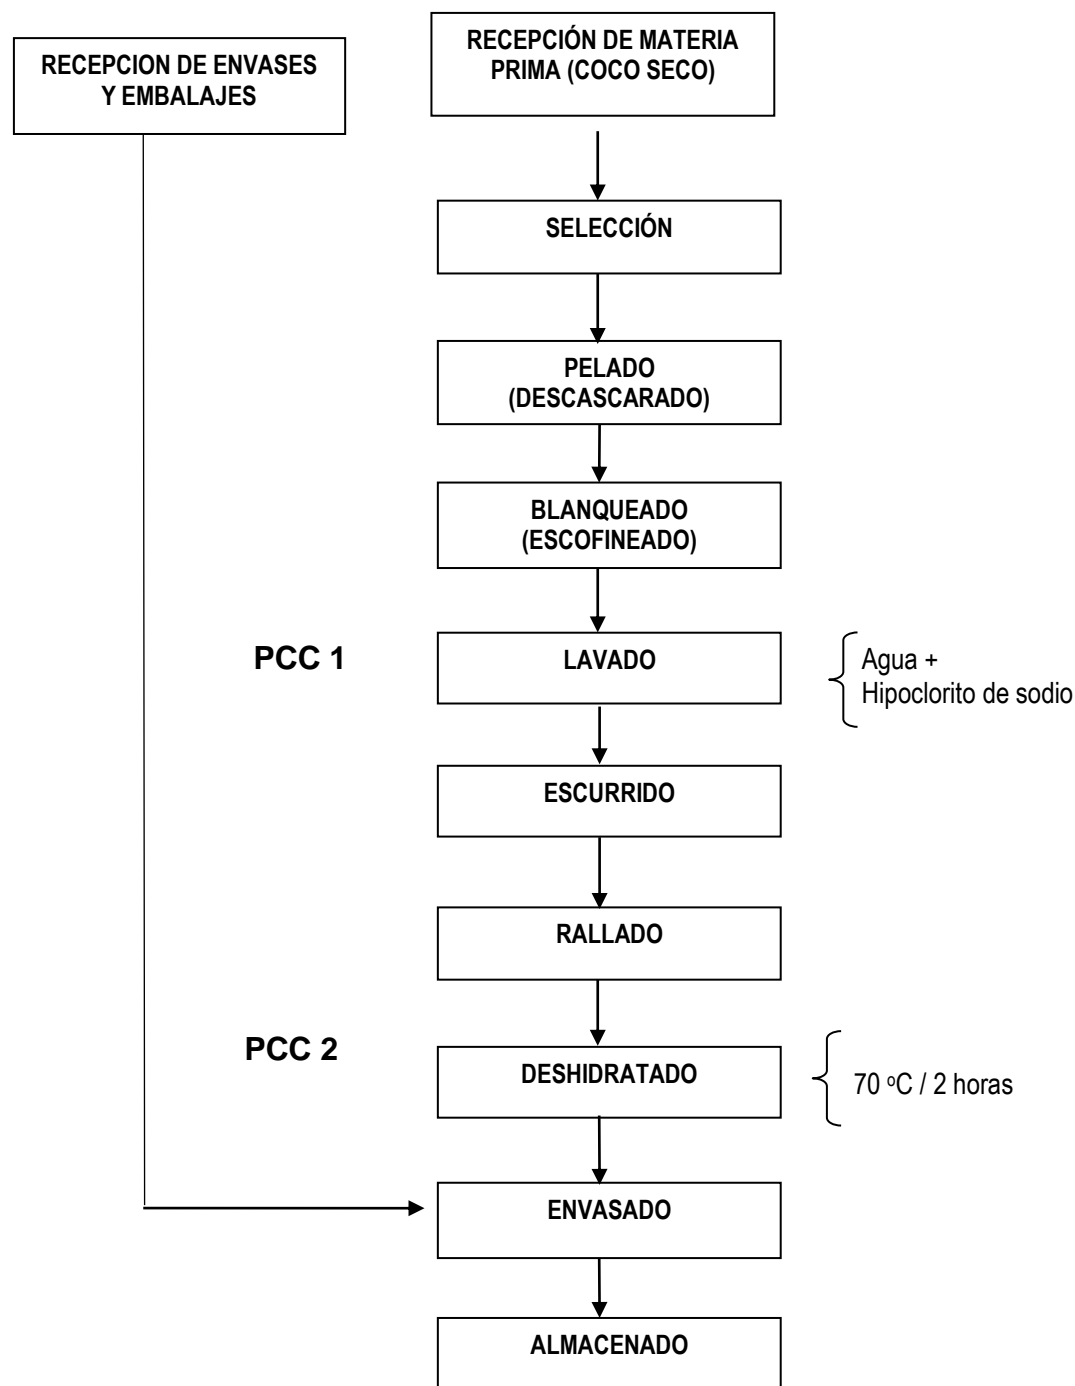 RECEPCION DE ENVASES
Y EMBALAJES
RECEPCIÓN DE MATERIA
PRIMA (COCO SECO)
SELECCIÓN
PELADO
(DESCASCARADO)
BLANQUEADO
(ESCOFINEADO)
PCC 1
LAVADO
Agua +
Hipoclorito de sodio
ESCURRIDO
RALLADO
PCC 2
DESHIDRATADO
70 ºC / 2 horas
ENVASADO
ALMACENADO